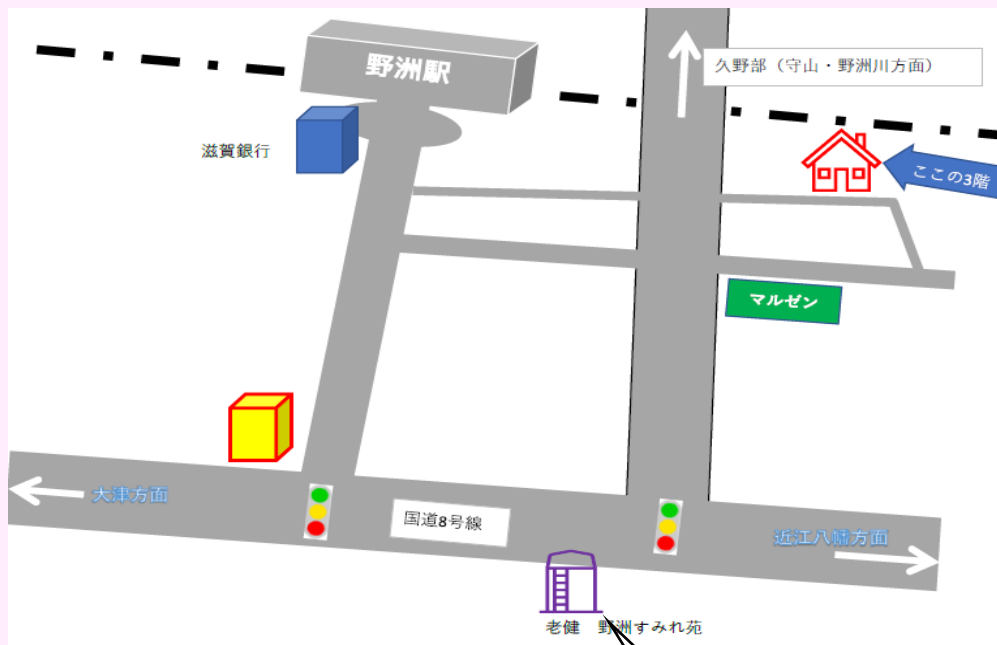 野洲駅
久野部（守山・野洲川方面）
滋賀銀行
ここの3階
マルゼン
大津方面
国道8号線
近江八幡方面
老健　野洲すみれ苑